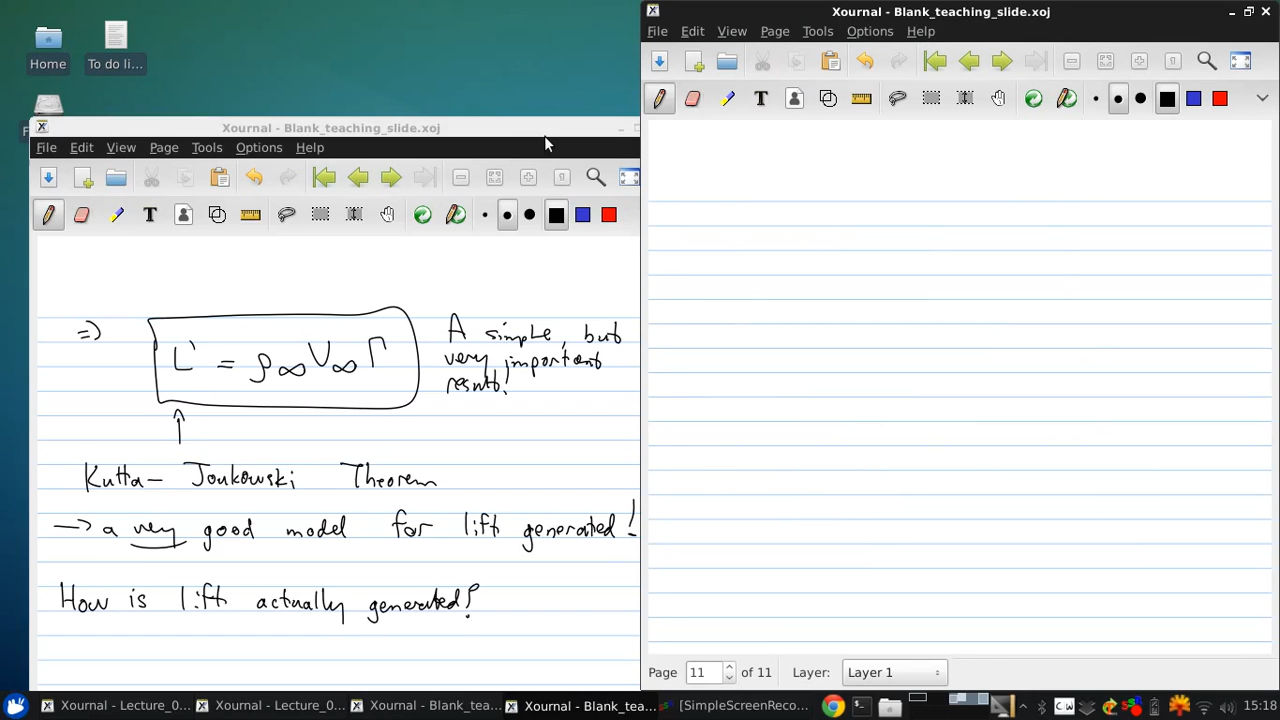 Xournal - Blank_teaching_slide.xoj
File Edit View Page Tools Options Help
Home
To do li...
Xournal - Blank_teaching_slide.xoj
File Edit View Page Tools Options Help
=> L' = ρ∞ V∞ Γ
A simple, but
very important
result!
Kutta- Joukowski Theorem
→ a very good model for lift generated!
How is lift actually generated?
Page 11 of 11 Layer: Layer 1
Xournal - Lecture_0...
Xournal - Lecture_0...
Xournal - Blank_tea...
Xournal - Blank_tea...
[SimpleScreenReco...
15:18